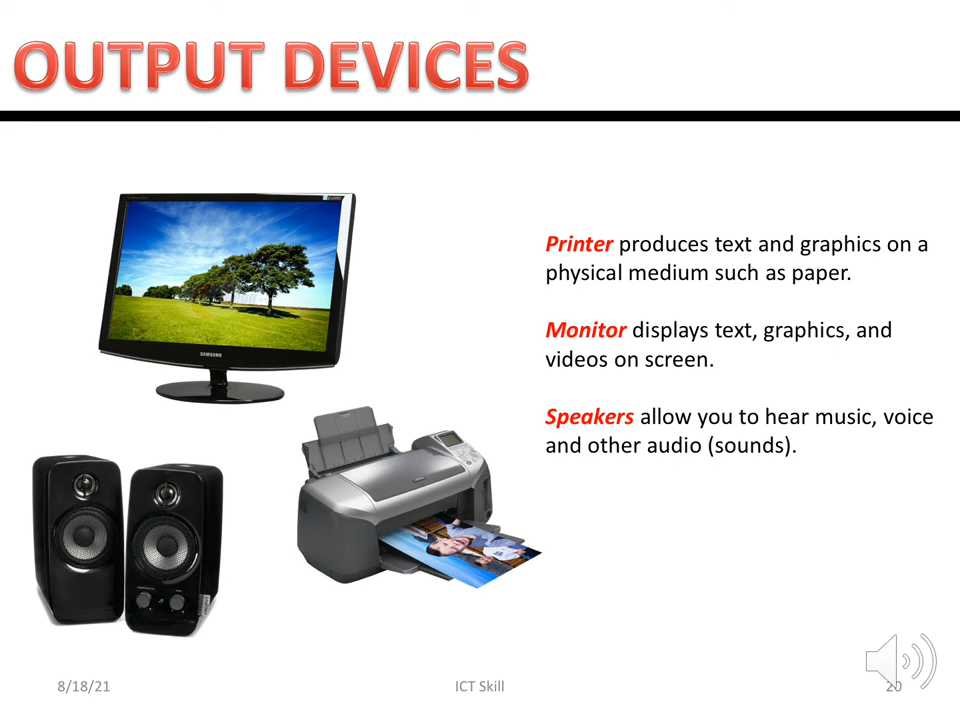 OUTPUT DEVICES
SAMSUNG
Printer produces text and graphics on a
physical medium such as paper.
Monitor displays text, graphics, and
videos on screen.
Speakers allow you to hear music, voice
and other audio (sounds).
8/18/21
ICT Skill
20